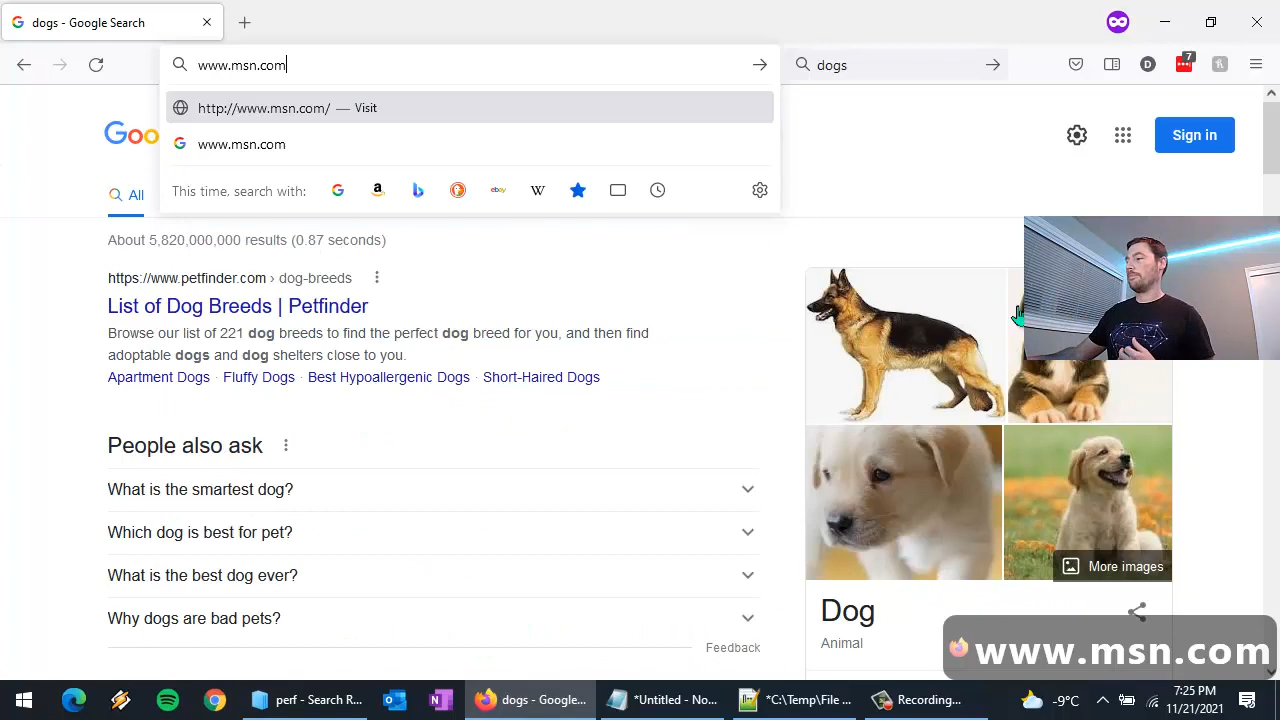 dogs - Google Search
www.msn.com
dogs
7
D
http://www.msn.com/ — Visit
www.msn.com
This time, search with:
ebay
W
Goo
Sign in
All
About 5,820,000,000 results (0.87 seconds)
https://www.petfinder.com › dog-breeds
List of Dog Breeds | Petfinder
Browse our list of 221 dog breeds to find the perfect dog breed for you, and then find
adoptable dogs and dog shelters close to you.
Apartment Dogs · Fluffy Dogs · Best Hypoallergenic Dogs · Short-Haired Dogs
People also ask
What is the smartest dog?
Which dog is best for pet?
What is the best dog ever?
Why dogs are bad pets?
Feedback
More images
Dog
Animal
www.msn.com
perf - Search R...
dogs - Google...
*Untitled - No...
*C:\Temp\File ...
Recording...
-9°C
7:25 PM
11/21/2021